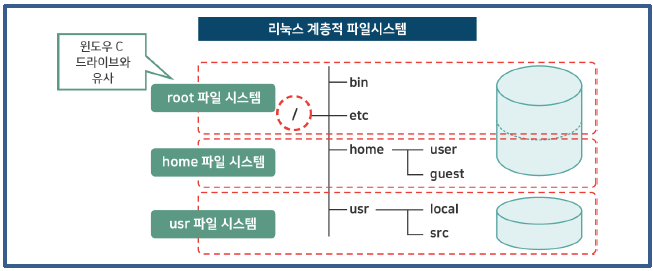 리눅스 계층적 파일시스템
윈도우 C
드라이브와
유사
root 파일 시스템
/
bin
etc
home 파일 시스템
home
user
guest
usr 파일 시스템
usr
local
src